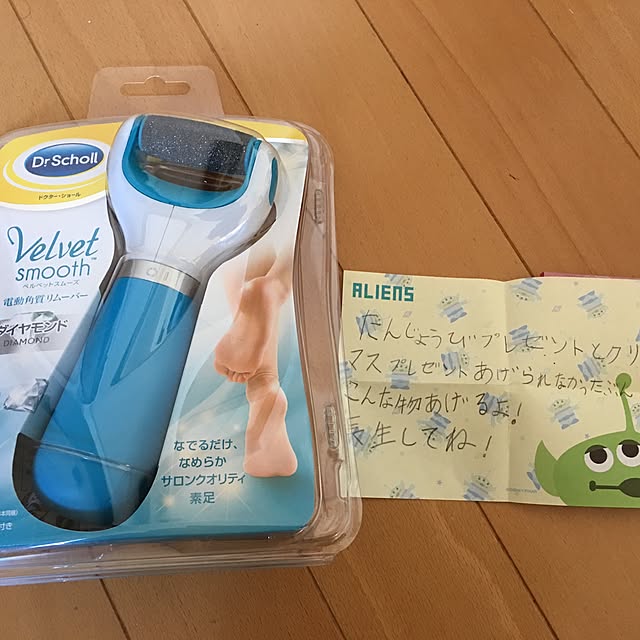 Dr.Scholl
ドクター・ショール
Velvet
smooth™
ベルベットスムーズ
電動角質リムーバー
ダイヤモンド
DIAMOND
なでるだけ、
なめらか
サロンクオリティ
素足
付き
ALIENS
たんじょうびプレゼントとクリ
マスプレゼントあげられなかったぶん
こんな物あげるよ!
長生してね!